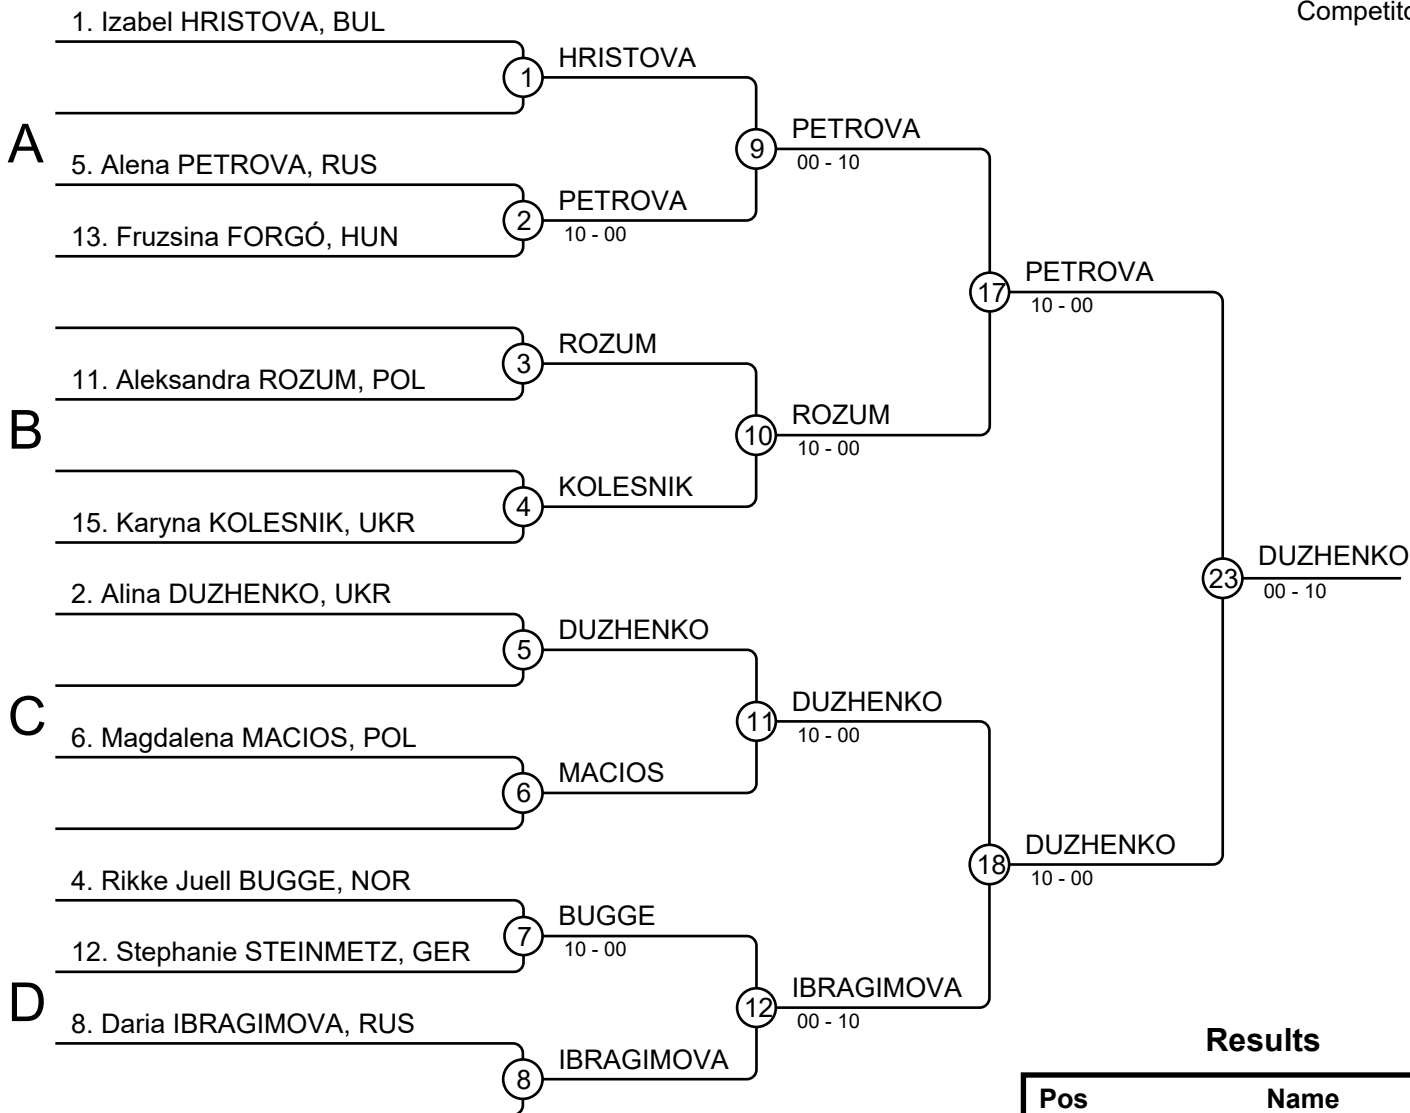 Competito
1. Izabel HRISTOVA, BUL
1
HRISTOVA
A
9
PETROVA
00 - 10
5. Alena PETROVA, RUS
2
PETROVA
10 - 00
13. Fruzsina FORGÓ, HUN
17
PETROVA
10 - 00
3
ROZUM
11. Aleksandra ROZUM, POL
B
10
ROZUM
10 - 00
4
KOLESNIK
15. Karyna KOLESNIK, UKR
23
DUZHENKO
00 - 10
2. Alina DUZHENKO, UKR
5
DUZHENKO
C
11
DUZHENKO
10 - 00
6. Magdalena MACIOS, POL
6
MACIOS
18
DUZHENKO
10 - 00
4. Rikke Juell BUGGE, NOR
7
BUGGE
10 - 00
12. Stephanie STEINMETZ, GER
D
12
IBRAGIMOVA
00 - 10
8. Daria IBRAGIMOVA, RUS
8
IBRAGIMOVA
Results
Pos Name